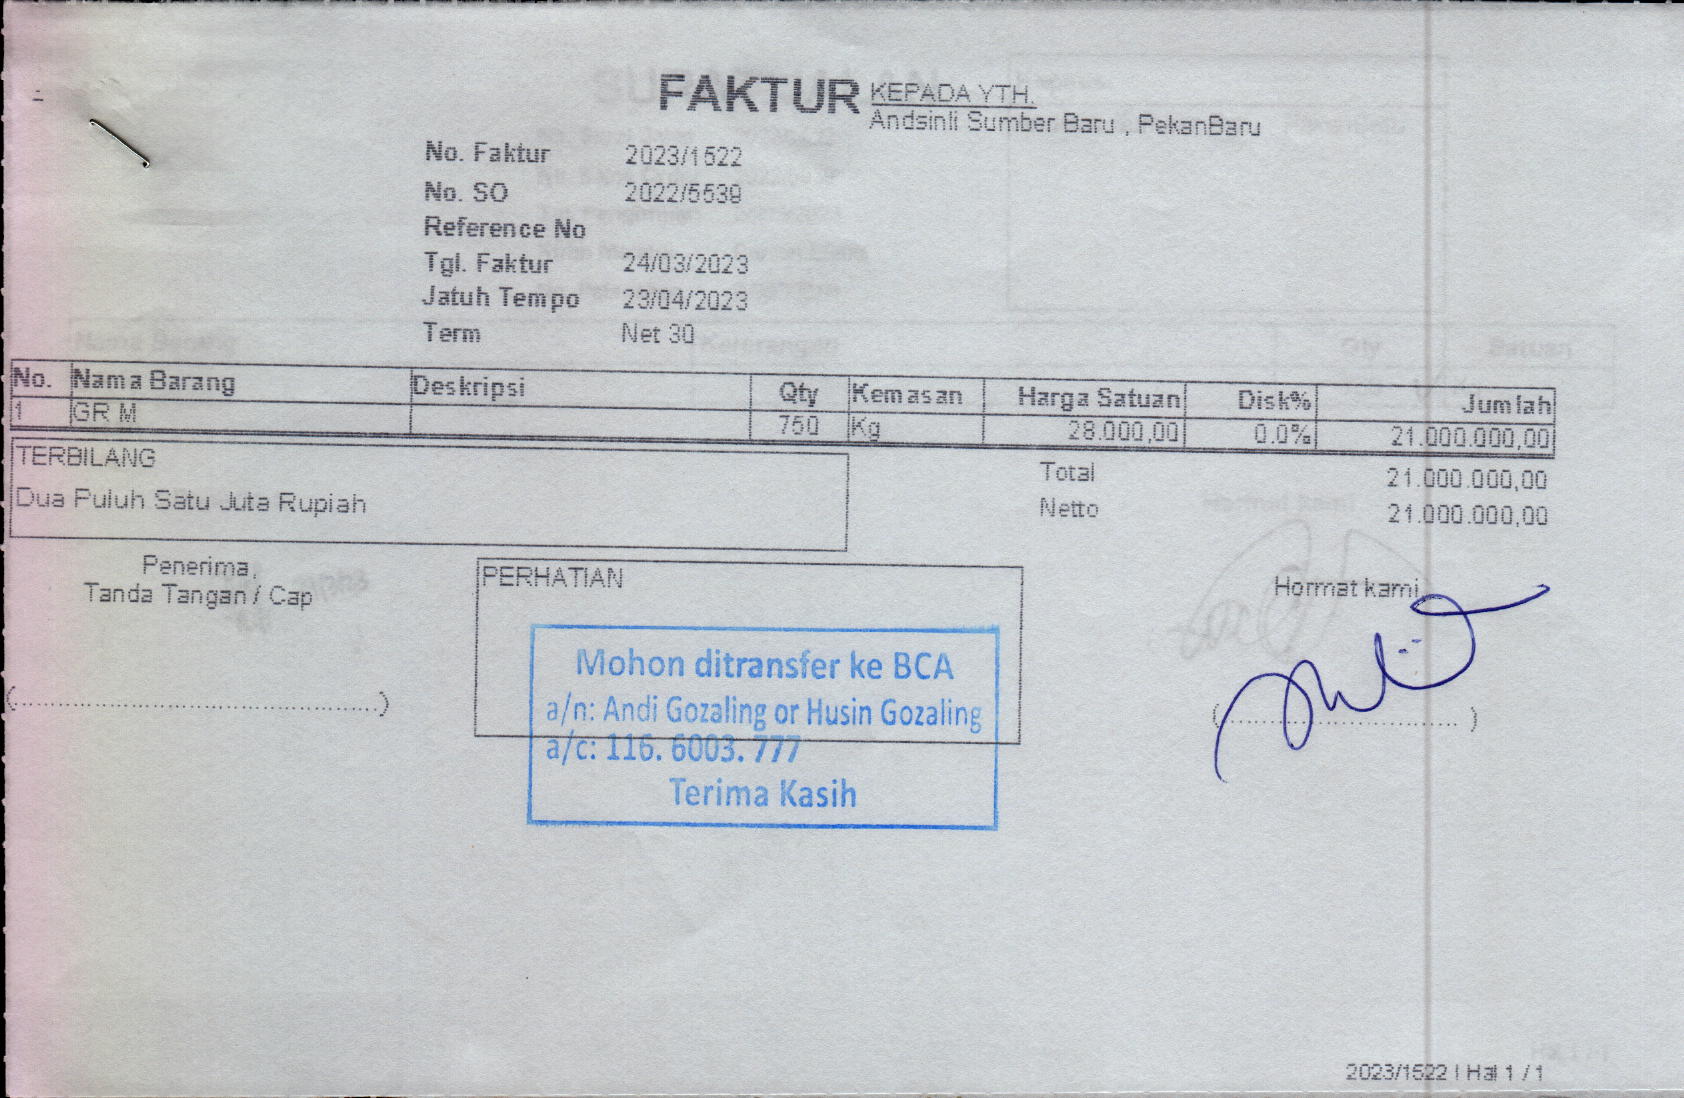 FAKTUR
KEPADA YTH.
Andsinli Sumber Baru , PekanBaru
No. Faktur 2023/1522
No. SO 2022/5539
Reference No
Tgl. Faktur 24/03/2023
Jatuh Tempo 23/04/2023
Term Net 30
No. Nama Barang Deskripsi Qty Kemasan Harga Satuan Disk% Jumlah
1 GR M 750 Kg 28.000,00 0.0% 21.000.000,00
TERBILANG
Dua Puluh Satu Juta Rupiah
Total 21.000.000,00
Netto 21.000.000,00
Penerima,
Tanda Tangan / Cap
PERHATIAN
Hormat kami,
Mohon ditransfer ke BCA
a/n: Andi Gozaling or Husin Gozaling
a/c: 116. 6003. 777
Terima Kasih
(..........................................)
(..........................................)
2023/1522 | Hal 1 / 1